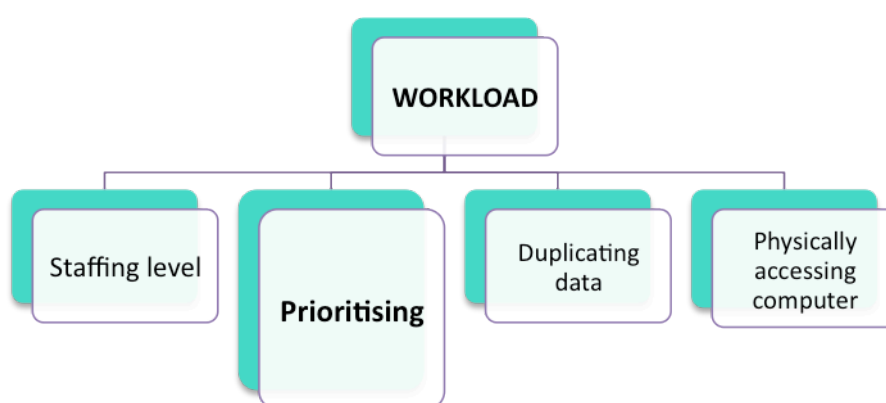 WORKLOAD
Staffing level
Prioritising
Duplicating
data
Physically
accessing
computer